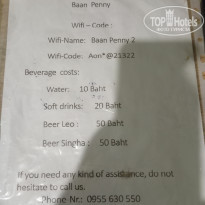 Baan Penny
Wifi – Code :
Wifi-Name: Baan Penny 2
Wifi-Code: Aon*@21322
Beverage costs:
Water: 10 Baht
Soft drinks: 20 Baht
Beer Leo : 50 Baht
Beer Singha : 50 Baht
If you need any kind of assistance, do not
hesitate to call us.
Phone Nr.: 0955 630 550
TOP Hotels